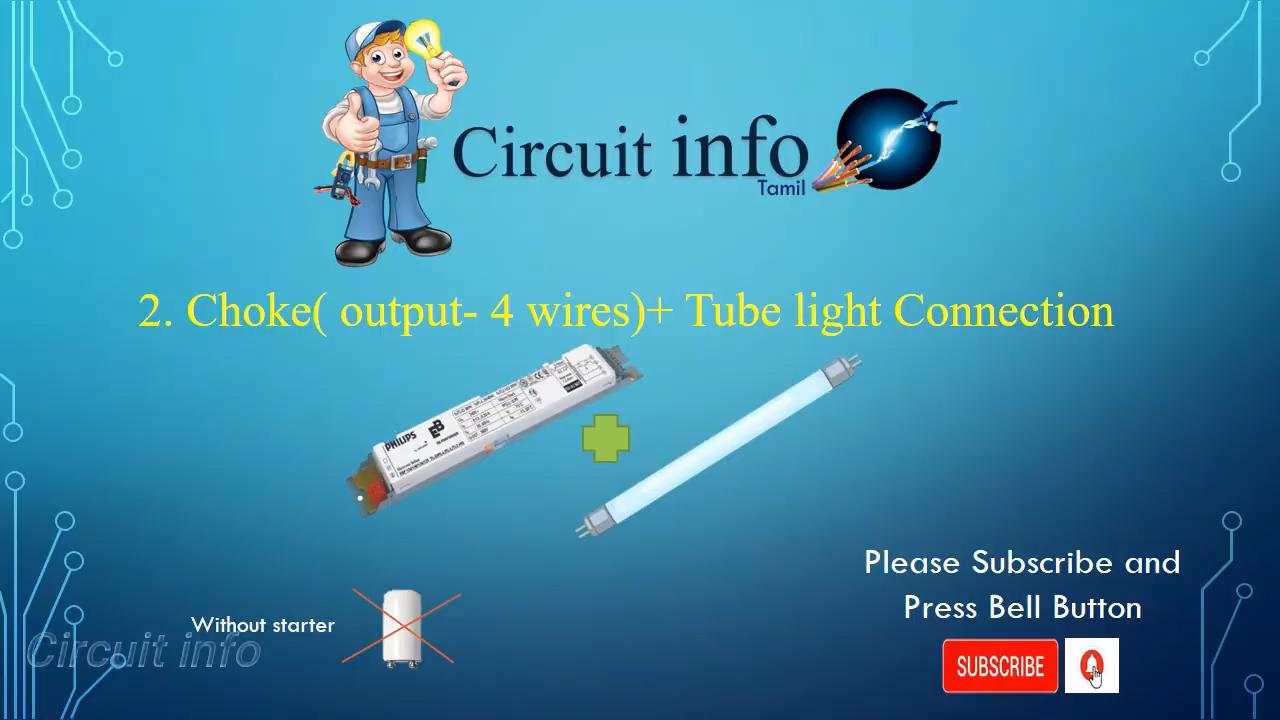 Circuit info
Tamil
2. Choke( output- 4 wires)+ Tube light Connection
PHILIPS
EB
Please Subscribe and
Press Bell Button
Without starter
Circuit info
SUBSCRIBE